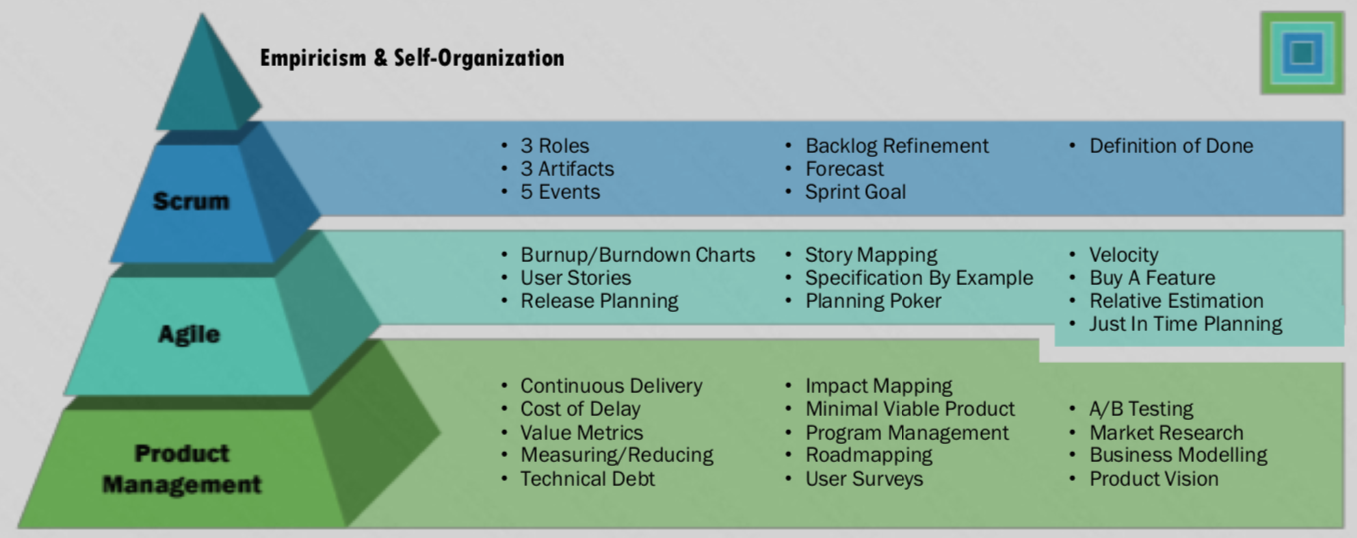 Empiricism & Self-Organization
Scrum
• 3 Roles
• 3 Artifacts
• 5 Events
• Backlog Refinement
• Forecast
• Sprint Goal
• Definition of Done
Agile
• Burnup/Burndown Charts
• User Stories
• Release Planning
• Story Mapping
• Specification By Example
• Planning Poker
• Velocity
• Buy A Feature
• Relative Estimation
• Just In Time Planning
Product
Management
• Continuous Delivery
• Cost of Delay
• Value Metrics
• Measuring/Reducing
• Technical Debt
• Impact Mapping
• Minimal Viable Product
• Program Management
• Roadmapping
• User Surveys
• A/B Testing
• Market Research
• Business Modelling
• Product Vision